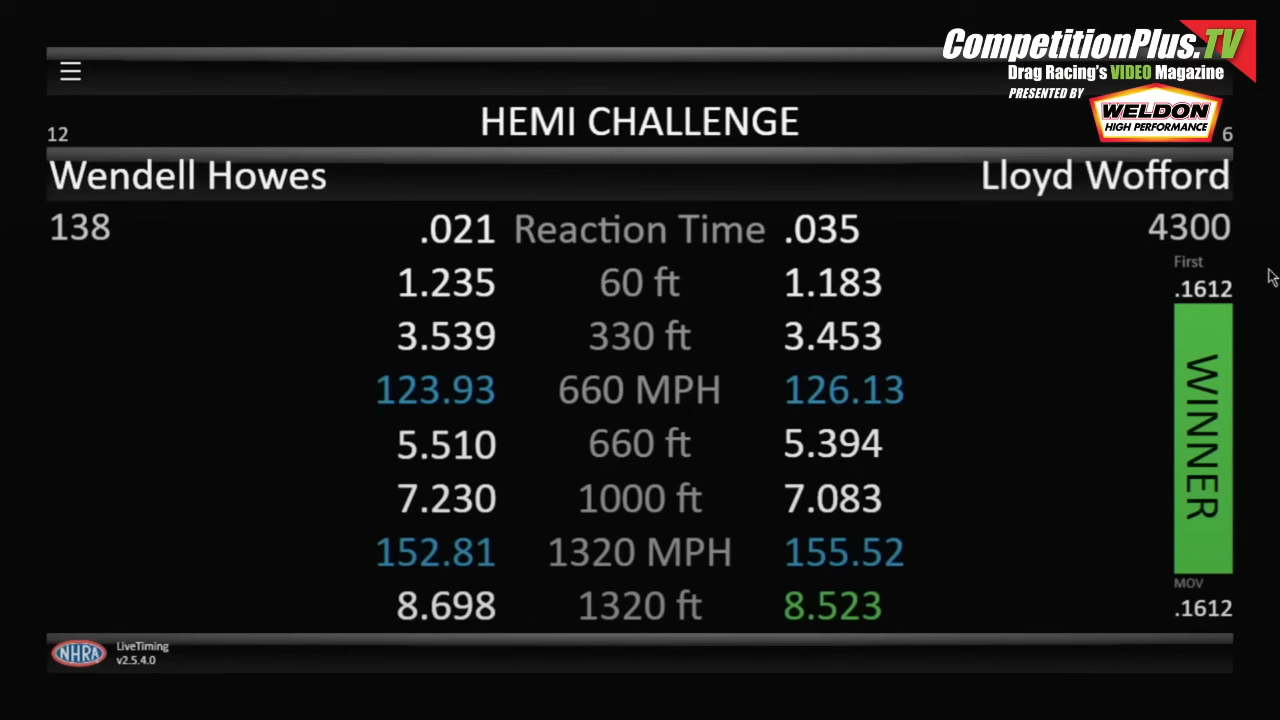 CompetitionPlus.TV
Drag Racing's VIDEO Magazine
PRESENTED BY
WELDON
HIGH PERFORMANCE
HEMI CHALLENGE
12 6
Wendell Howes Lloyd Wofford
138 .021 Reaction Time .035 4300
First
1.235 60 ft 1.183 .1612
3.539 330 ft 3.453
123.93 660 MPH 126.13
5.510 660 ft 5.394
WINNER
7.230 1000 ft 7.083
152.81 1320 MPH 155.52
MOV
8.698 1320 ft 8.523 .1612
NHRA LiveTiming
v2.5.4.0